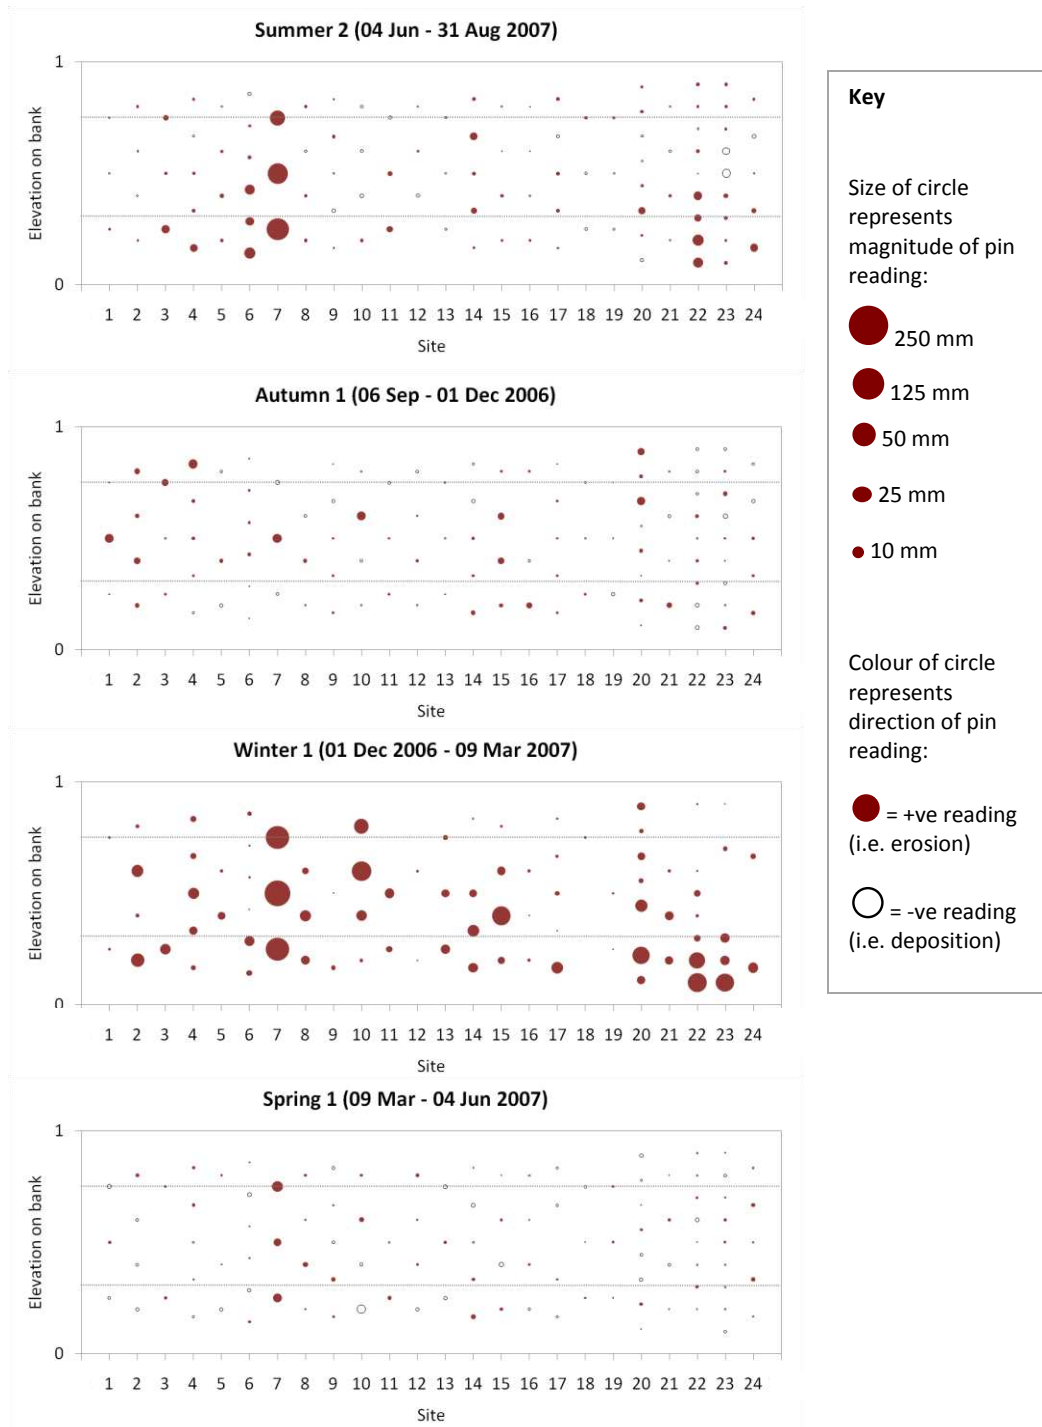 Summer 2 (04 Jun - 31 Aug 2007)
1
Elevation on bank
0
1 2 3 4 5 6 7 8 9 10 11 12 13 14 15 16 17 18 19 20 21 22 23 24
Site
Autumn 1 (06 Sep - 01 Dec 2006)
1
Elevation on bank
0
1 2 3 4 5 6 7 8 9 10 11 12 13 14 15 16 17 18 19 20 21 22 23 24
Site
Winter 1 (01 Dec 2006 - 09 Mar 2007)
1
Elevation on bank
0
1 2 3 4 5 6 7 8 9 10 11 12 13 14 15 16 17 18 19 20 21 22 23 24
Site
Spring 1 (09 Mar - 04 Jun 2007)
1
Elevation on bank
0
1 2 3 4 5 6 7 8 9 10 11 12 13 14 15 16 17 18 19 20 21 22 23 24
Site
Key
Size of circle
represents
magnitude of pin
reading:
250 mm
125 mm
50 mm
25 mm
10 mm
Colour of circle
represents
direction of pin
reading:
= +ve reading
(i.e. erosion)
= -ve reading
(i.e. deposition)